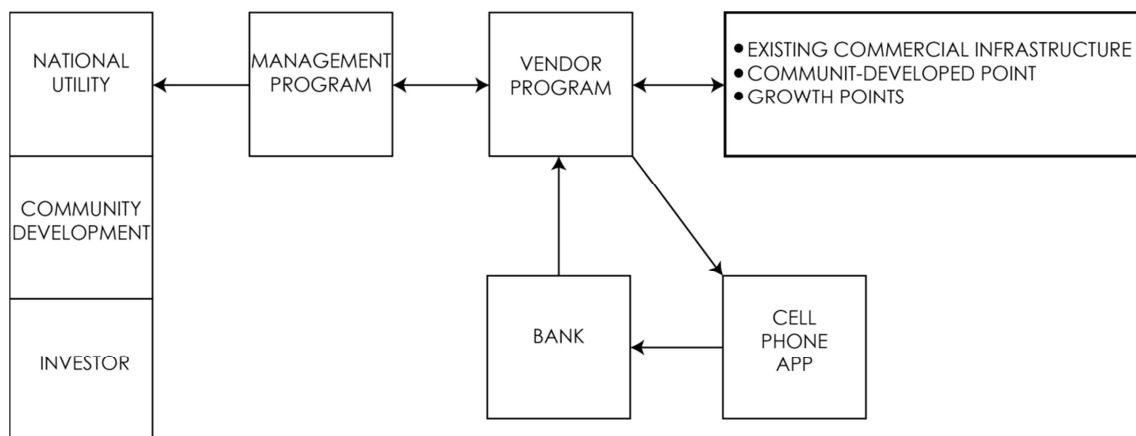 NATIONAL
UTILITY
MANAGEMENT
PROGRAM
VENDOR
PROGRAM
● EXISTING COMMERCIAL INFRASTRUCTURE
● COMMUNIT-DEVELOPED POINT
● GROWTH POINTS
COMMUNITY
DEVELOPMENT
INVESTOR
BANK
CELL
PHONE
APP